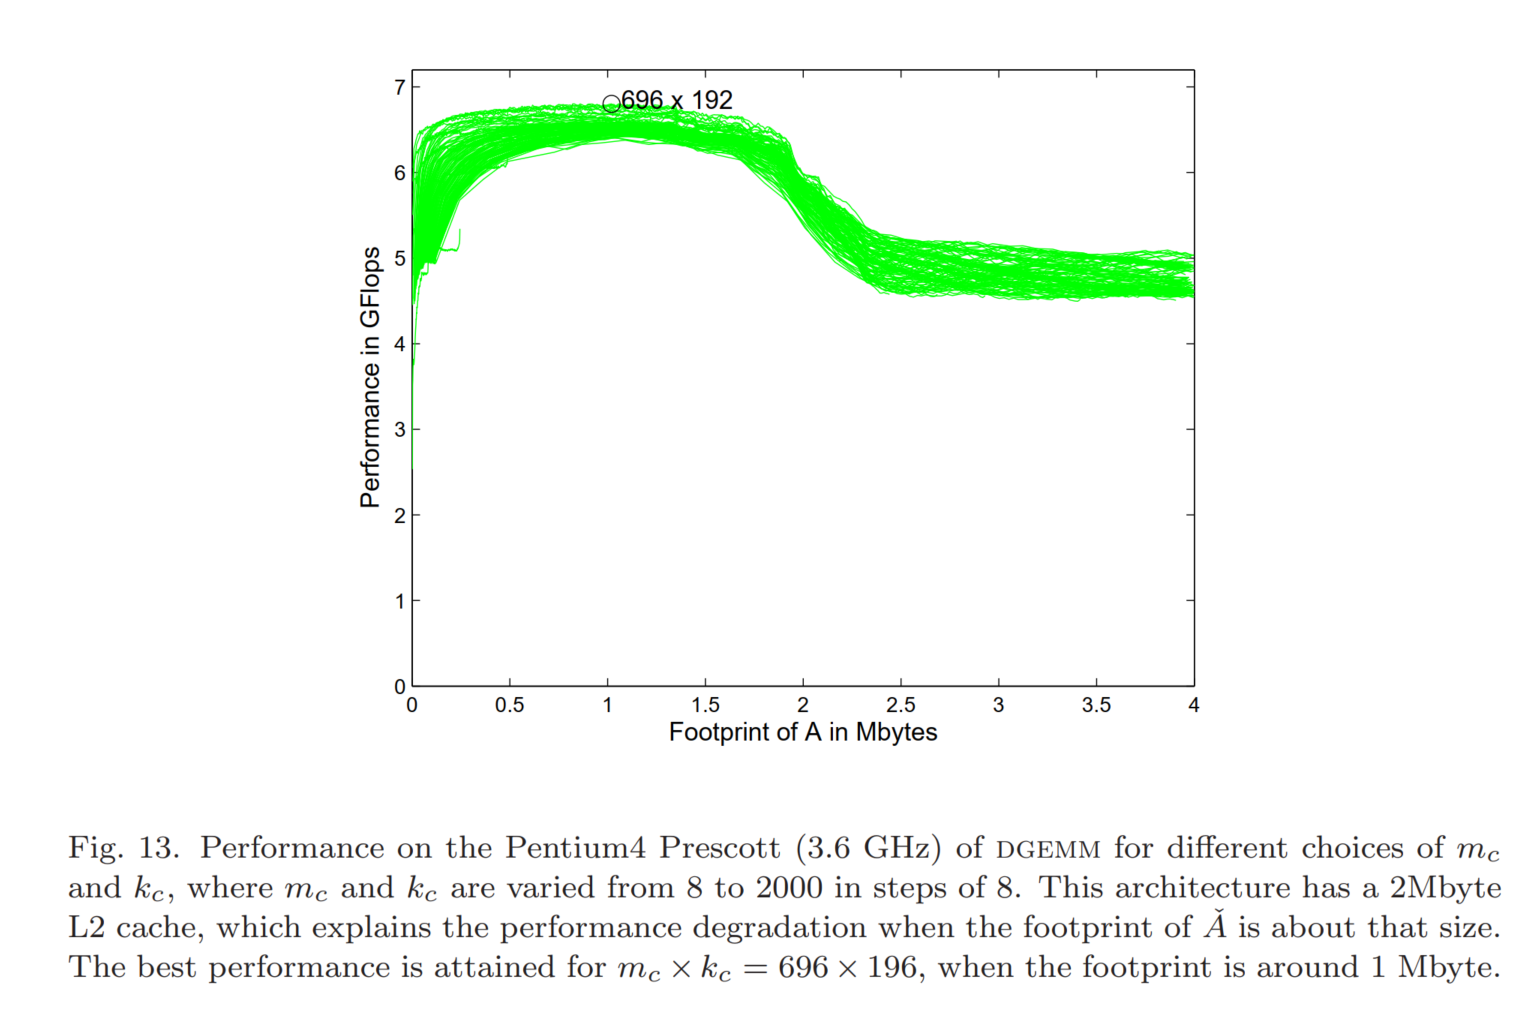 7
696 x 192
6
5
4
3
2
1
0
Performance in GFlops
0 0.5 1 1.5 2 2.5 3 3.5 4
Footprint of A in Mbytes
Fig. 13. Performance on the Pentium4 Prescott (3.6 GHz) of DGEMM for different choices of m_c
and k_c, where m_c and k_c are varied from 8 to 2000 in steps of 8. This architecture has a 2Mbyte
L2 cache, which explains the performance degradation when the footprint of Ǎ is about that size.
The best performance is attained for m_c × k_c = 696 × 196, when the footprint is around 1 Mbyte.